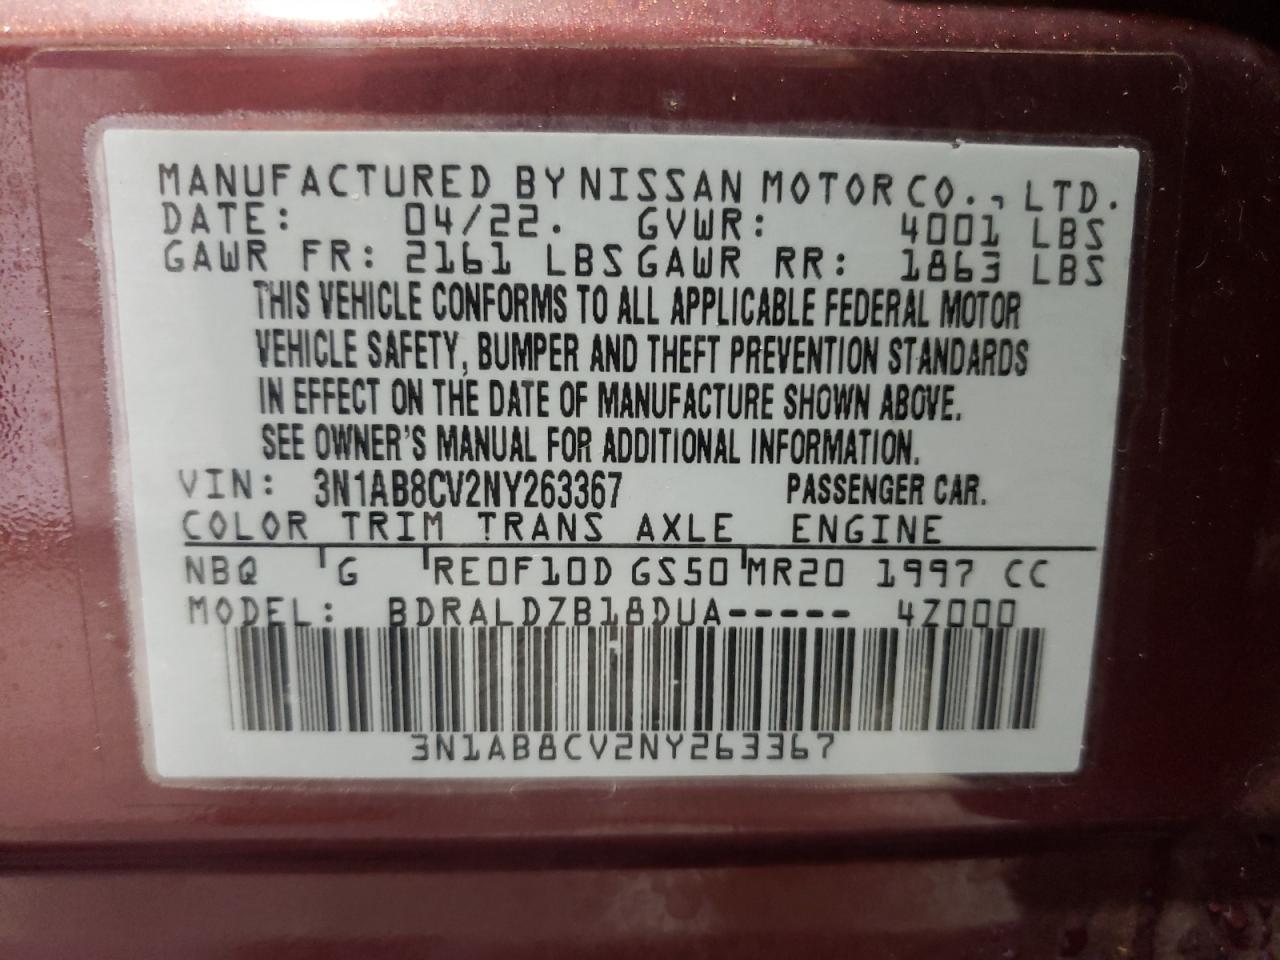 MANUFACTURED BY NISSAN MOTOR CO., LTD.
DATE: 04/22. GVWR: 4001 LBS
GAWR FR: 2161 LBS GAWR RR: 1863 LBS
THIS VEHICLE CONFORMS TO ALL APPLICABLE FEDERAL MOTOR
VEHICLE SAFETY, BUMPER AND THEFT PREVENTION STANDARDS
IN EFFECT ON THE DATE OF MANUFACTURE SHOWN ABOVE.
SEE OWNER'S MANUAL FOR ADDITIONAL INFORMATION.
VIN: 3N1AB8CV2NY263367 PASSENGER CAR.
COLOR TRIM TRANS AXLE ENGINE
NBQ G RE0F10D GS50 MR20 1997 CC
MODEL: BDRALDZB18DUA----- 4Z000
3N1AB8CV2NY263367